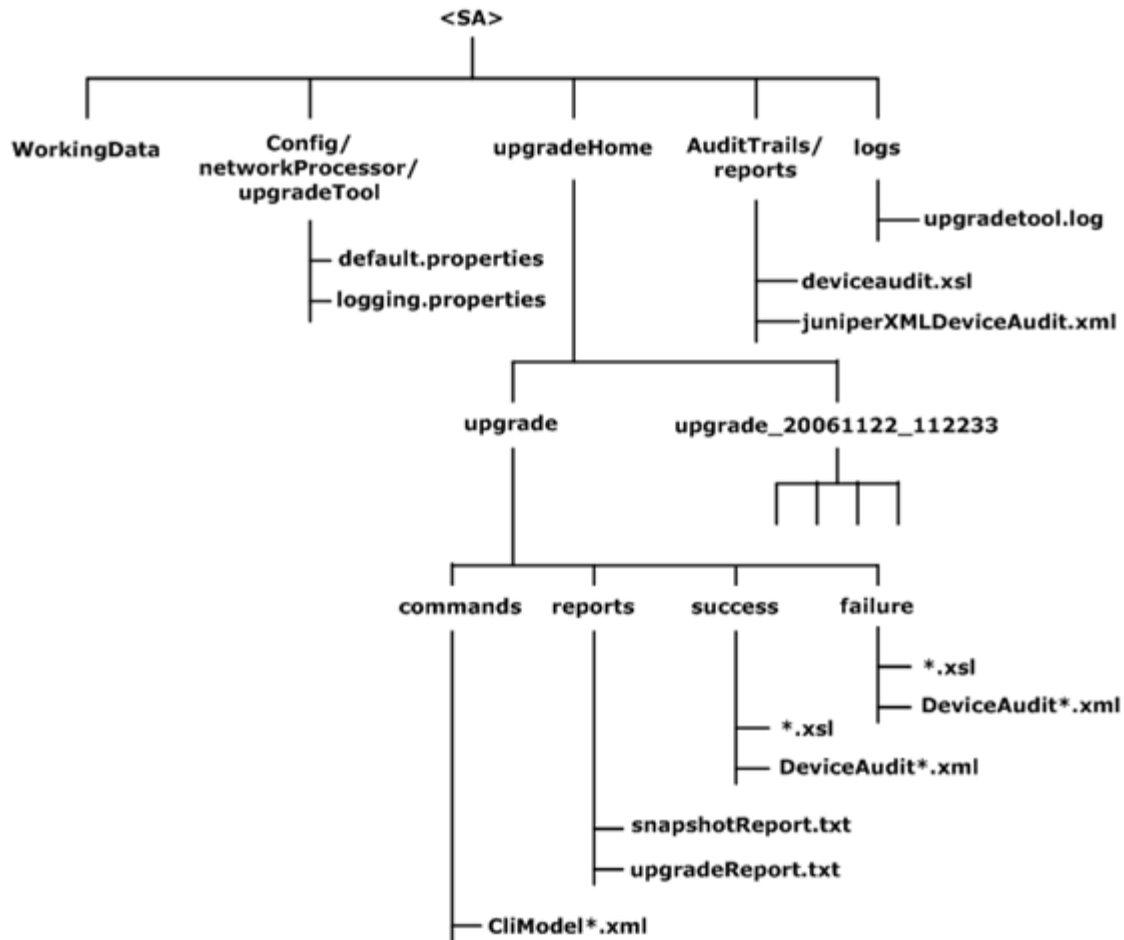 <SA>
WorkingData
Config/
networkProcessor/
upgradeTool
upgradeHome
AuditTrails/
reports
logs
upgradetool.log
default.properties
logging.properties
deviceaudit.xsl
juniperXMLDeviceAudit.xml
upgrade
upgrade_20061122_112233
commands
reports
success
failure
*.xsl
DeviceAudit*.xml
*.xsl
DeviceAudit*.xml
snapshotReport.txt
upgradeReport.txt
CliModel*.xml